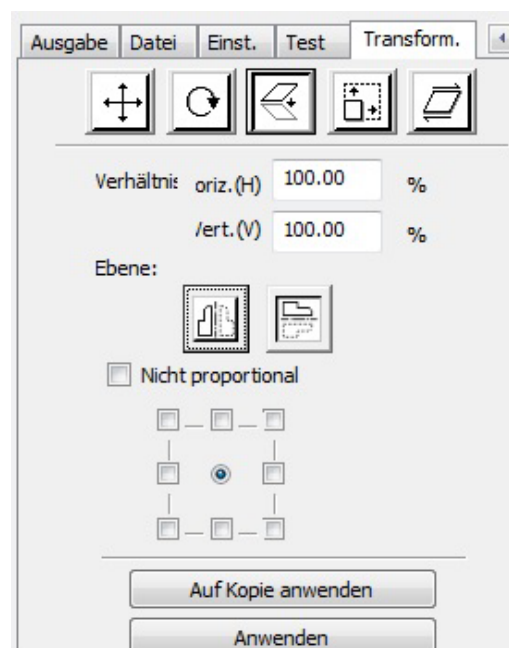 Ausgabe Datei Einst. Test Transform.
Verhältnis oriz.(H) 100.00 %
/ert.(V) 100.00 %
Ebene:
Nicht proportional
Auf Kopie anwenden
Anwenden